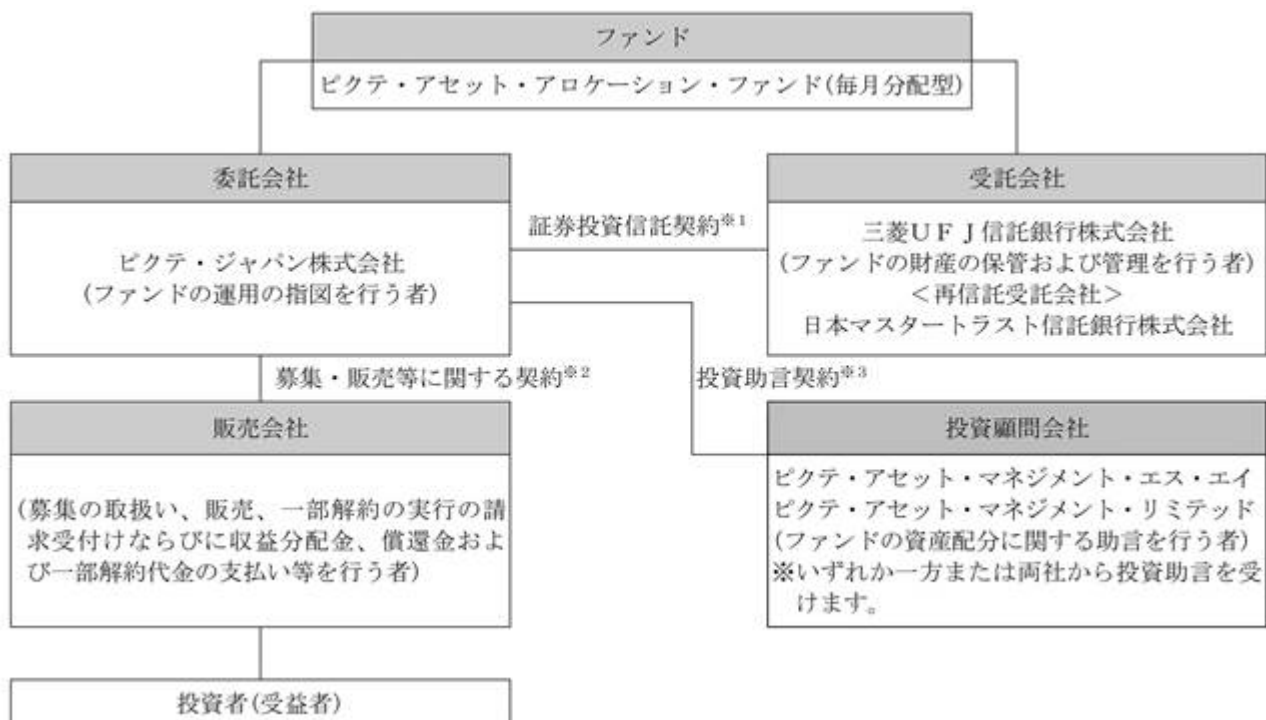 ファンド
ピクテ・アセット・アロケーション・ファンド(毎月分配型)
委託会社
ピクテ・ジャパン株式会社
(ファンドの運用の指図を行う者)
証券投資信託契約※1
受託会社
三菱UFJ信託銀行株式会社
(ファンドの財産の保管および管理を行う者)
<再信託受託会社>
日本マスタートラスト信託銀行株式会社
募集・販売等に関する契約※2
投資助言契約※3
販売会社
(募集の取扱い、販売、一部解約の実行の請
求受付けならびに収益分配金、償還金およ
び一部解約代金の支払い等を行う者)
投資顧問会社
ピクテ・アセット・マネジメント・エス・エイ
ピクテ・アセット・マネジメント・リミテッド
(ファンドの資産配分に関する助言を行う者)
※いずれか一方または両社から投資助言を受
けます。
投資者(受益者)